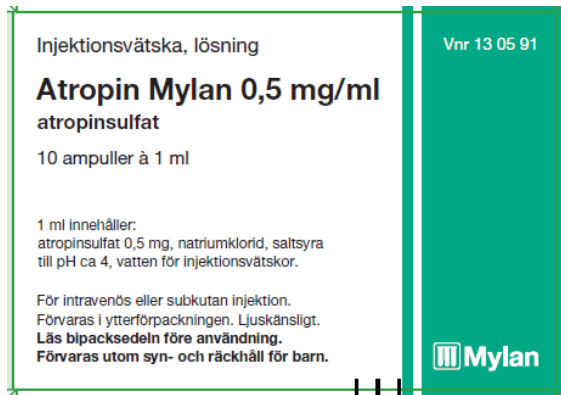 Injektionsvätska, lösning
Vnr 13 05 91
Atropin Mylan 0,5 mg/ml
atropinsulfat
10 ampuller à 1 ml
1 ml innehåller:
atropinsulfat 0,5 mg, natriumklorid, saltsyra
till pH ca 4, vatten för injektionsvätskor.
För intravenös eller subkutan injektion.
Förvaras i ytterförpackningen. Ljuskänsligt.
Läs bipacksedeln före användning.
Förvaras utom syn- och räckhåll för barn.
Mylan